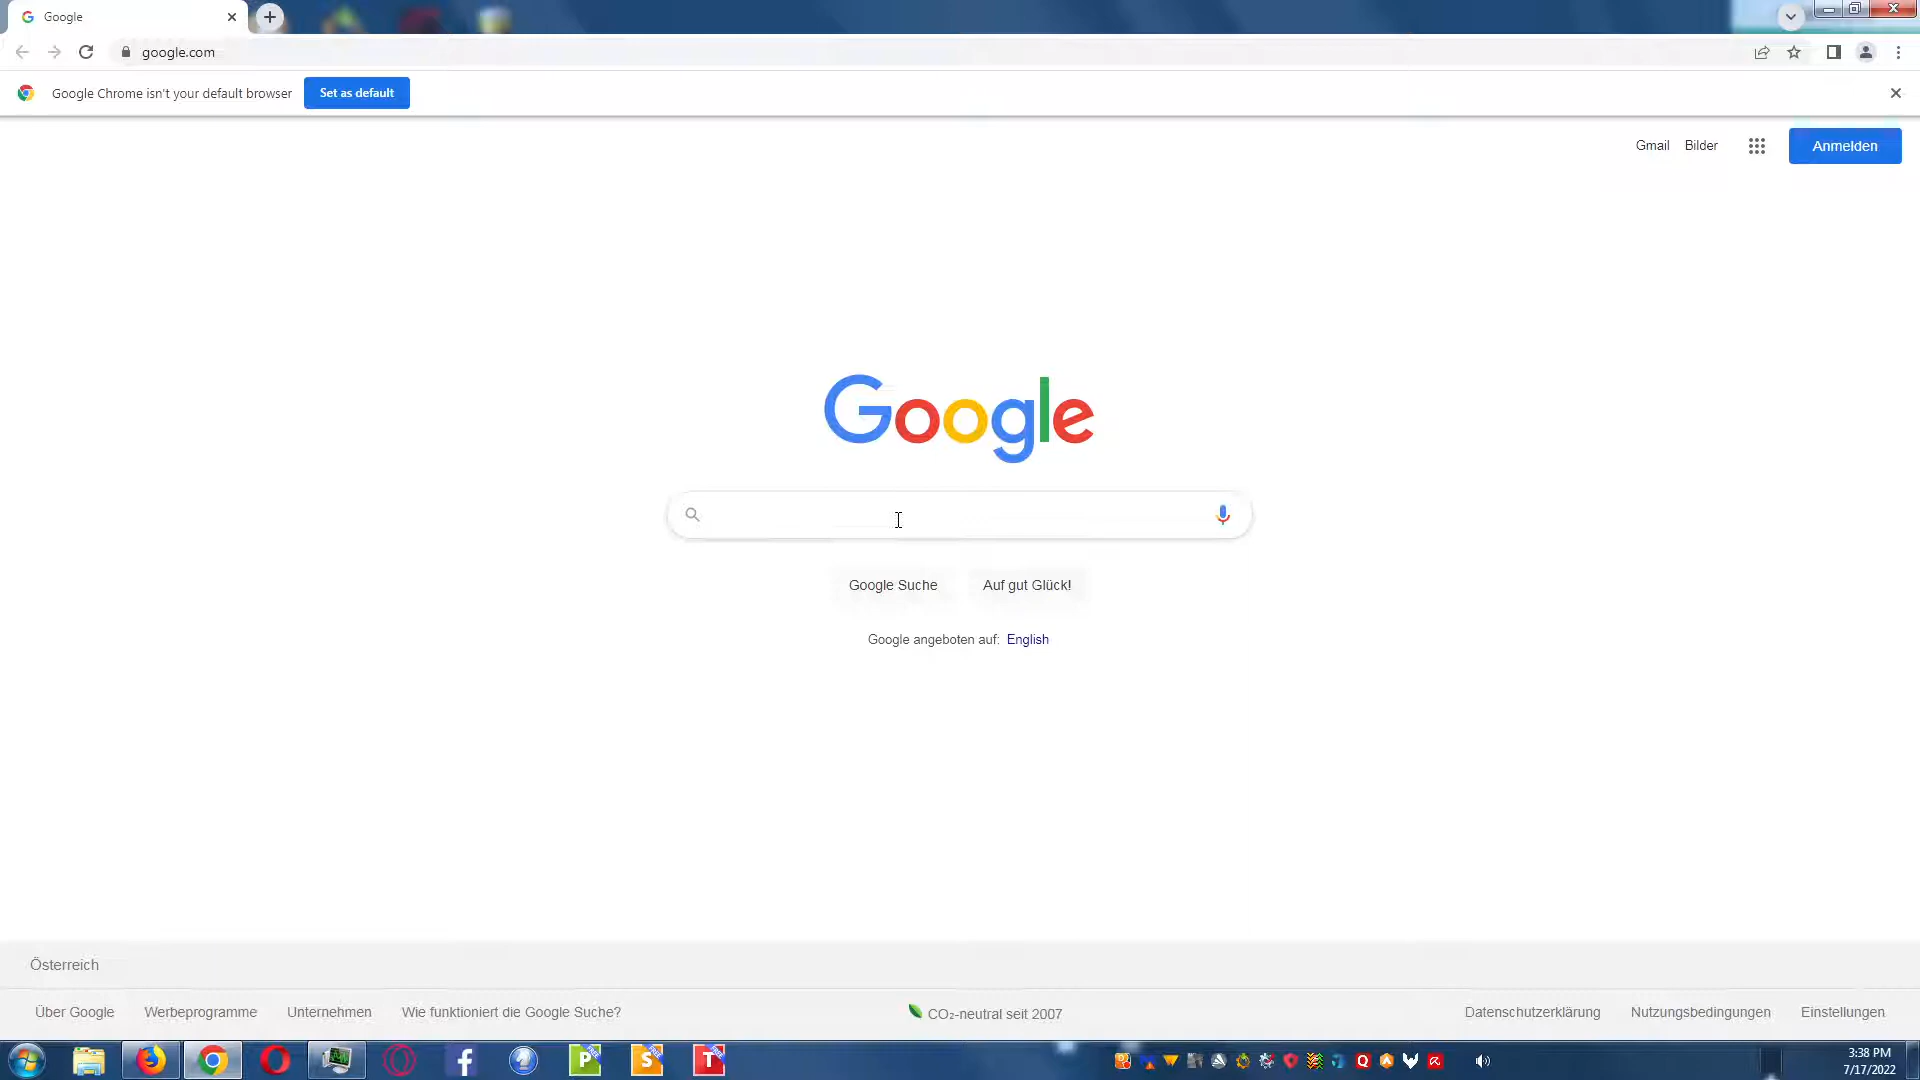 Google
google.com
Google Chrome isn't your default browser
Set as default
Gmail Bilder Anmelden
Google
Google Suche Auf gut Glück!
Google angeboten auf: English
Österreich
Über Google Werbeprogramme Unternehmen Wie funktioniert die Google Suche? CO₂-neutral seit 2007 Datenschutzerklärung Nutzungsbedingungen Einstellungen
P S T
3:38 PM
7/17/2022